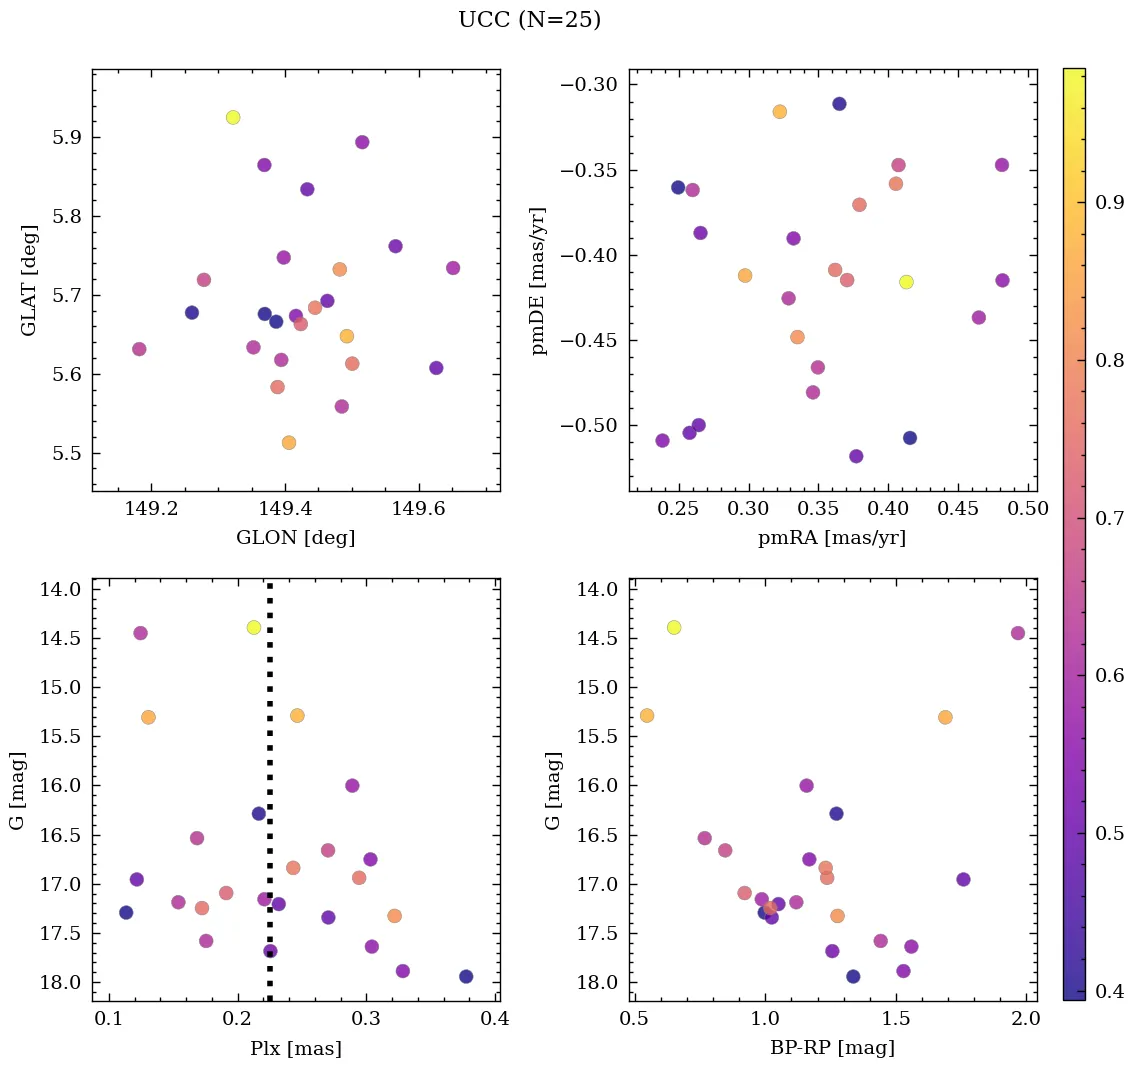 UCC (N=25)
5.9
5.8
5.7
5.6
5.5
GLAT [deg]
149.2 149.4 149.6
GLON [deg]
−0.30
−0.35
−0.40
−0.45
−0.50
pmDE [mas/yr]
0.25 0.30 0.35 0.40 0.45 0.50
pmRA [mas/yr]
14.0
14.5
15.0
15.5
16.0
16.5
17.0
17.5
18.0
G [mag]
0.1 0.2 0.3 0.4
Plx [mas]
14.0
14.5
15.0
15.5
16.0
16.5
17.0
17.5
18.0
G [mag]
0.5 1.0 1.5 2.0
BP-RP [mag]
0.9
0.8
0.7
0.6
0.5
0.4